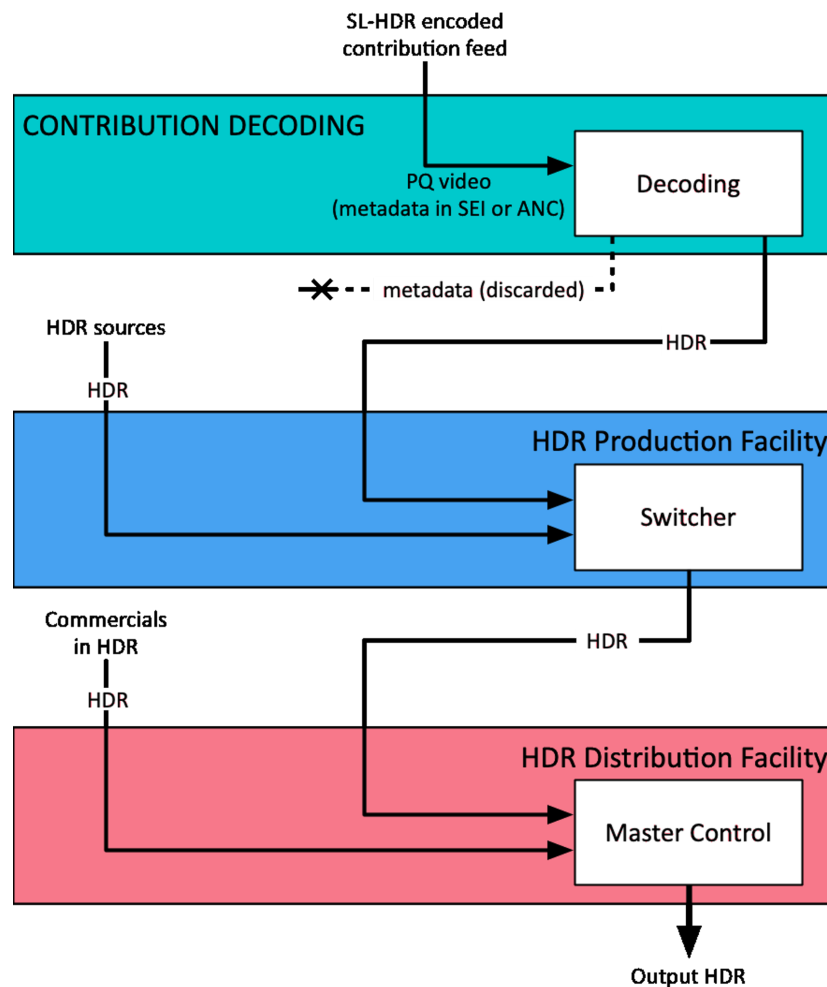 SL-HDR encoded
contribution feed
CONTRIBUTION DECODING
PQ video
(metadata in SEI or ANC)
Decoding
metadata (discarded)
HDR sources
HDR
HDR
HDR Production Facility
Switcher
Commercials
in HDR
HDR
HDR
HDR Distribution Facility
Master Control
Output HDR